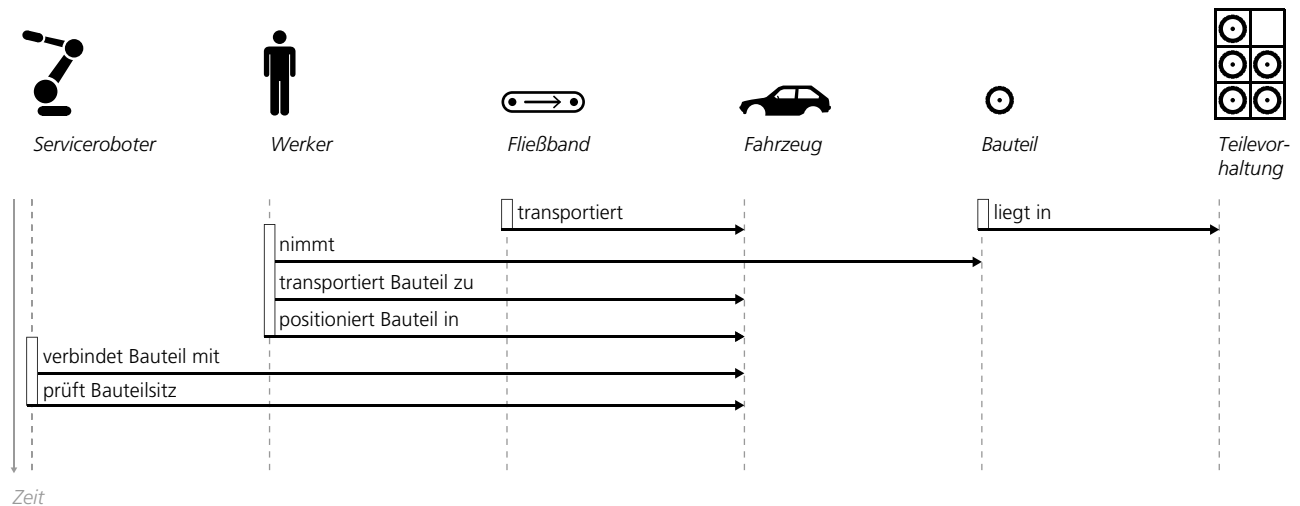 Serviceroboter
Werker
Fließband
Fahrzeug
Bauteil
Teilevor-
haltung
transportiert
liegt in
nimmt
transportiert Bauteil zu
positioniert Bauteil in
verbindet Bauteil mit
prüft Bauteilsitz
Zeit